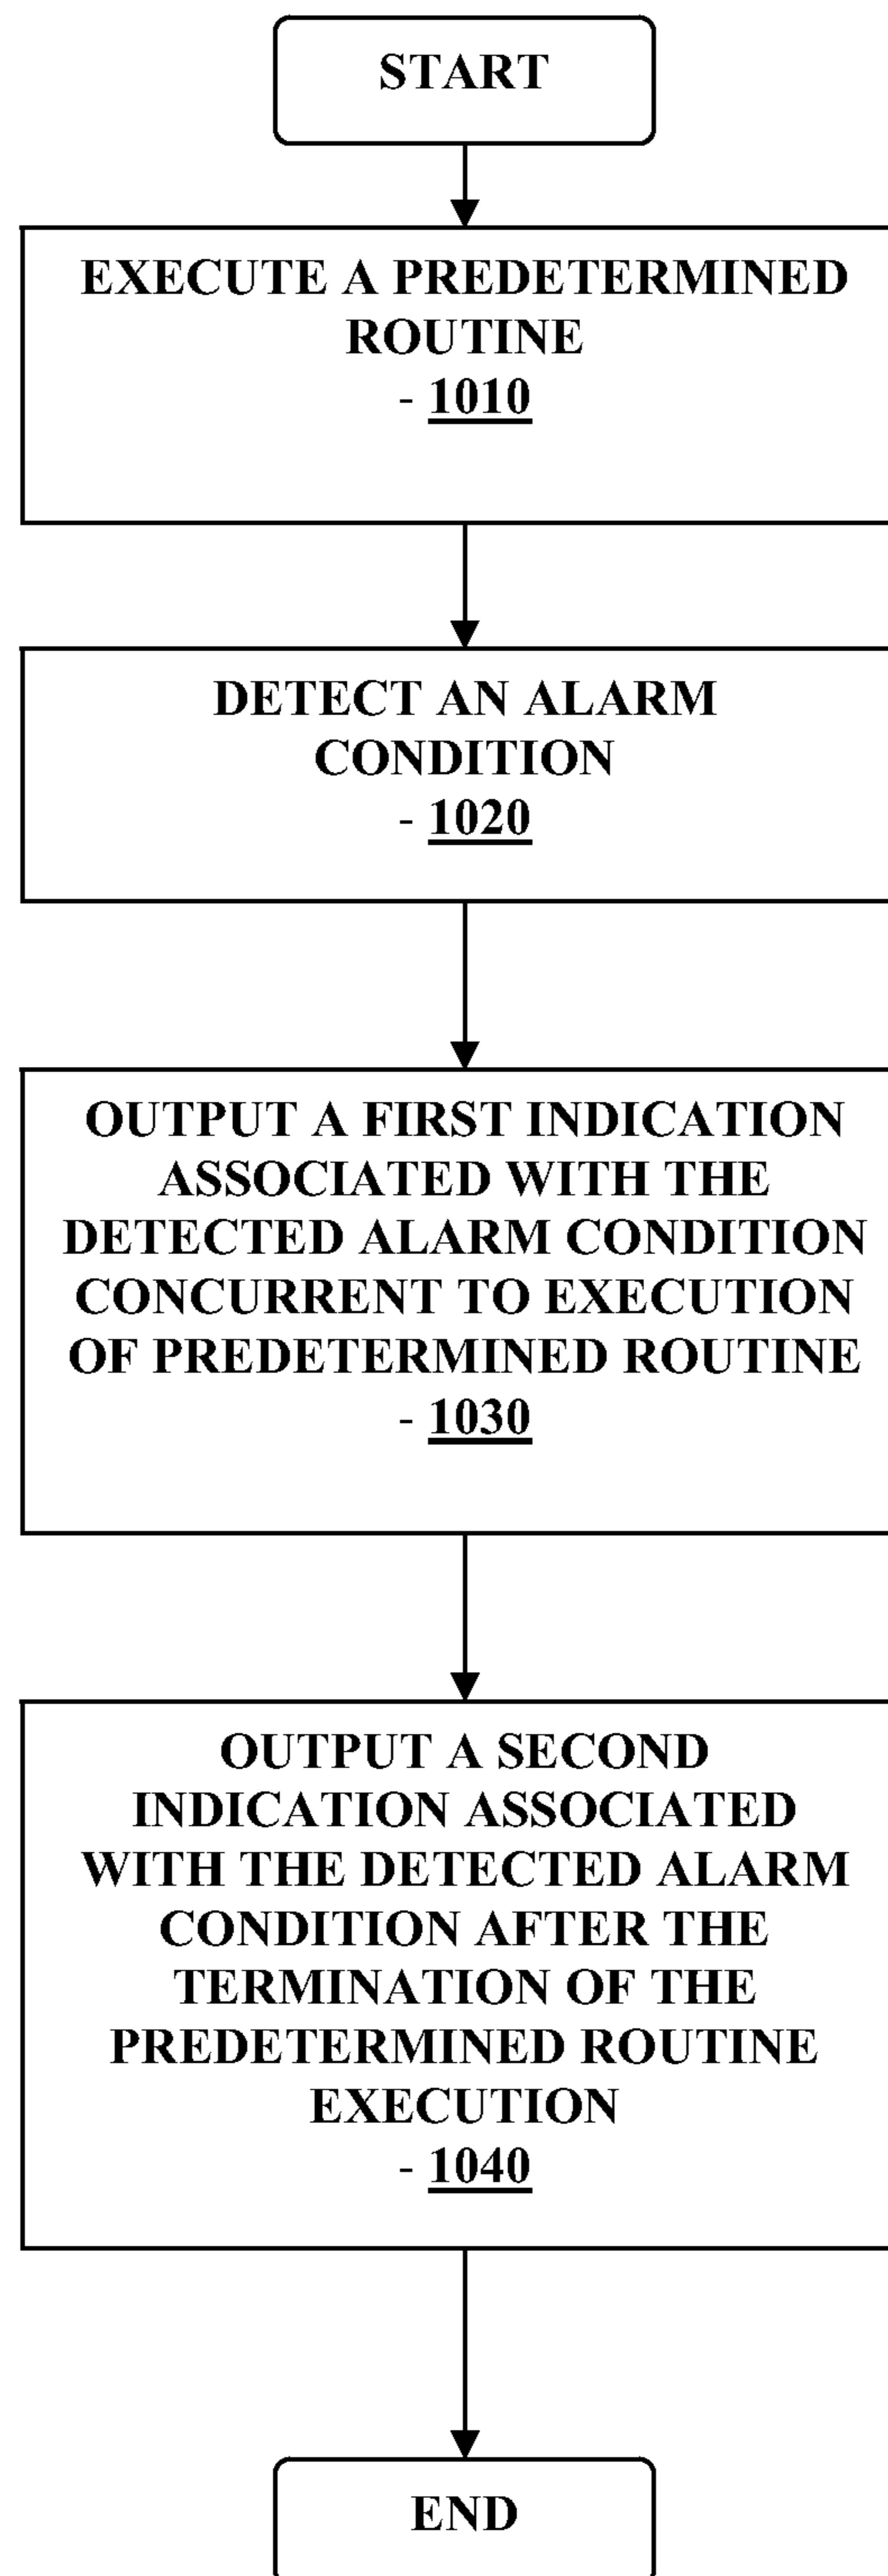 START
EXECUTE A PREDETERMINED
ROUTINE
- 1010
DETECT AN ALARM
CONDITION
- 1020
OUTPUT A FIRST INDICATION
ASSOCIATED WITH THE
DETECTED ALARM CONDITION
CONCURRENT TO EXECUTION
OF PREDETERMINED ROUTINE
- 1030
OUTPUT A SECOND
INDICATION ASSOCIATED
WITH THE DETECTED ALARM
CONDITION AFTER THE
TERMINATION OF THE
PREDETERMINED ROUTINE
EXECUTION
- 1040
END